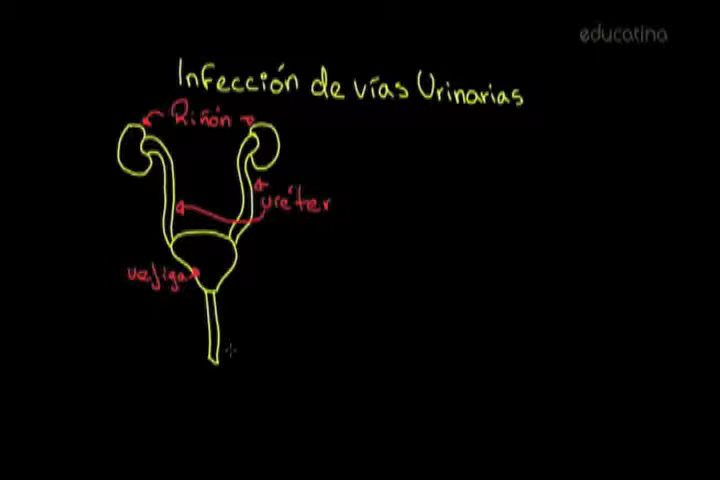 educatina
Infección de vías Urinarias
Riñón
uréter
vejiga